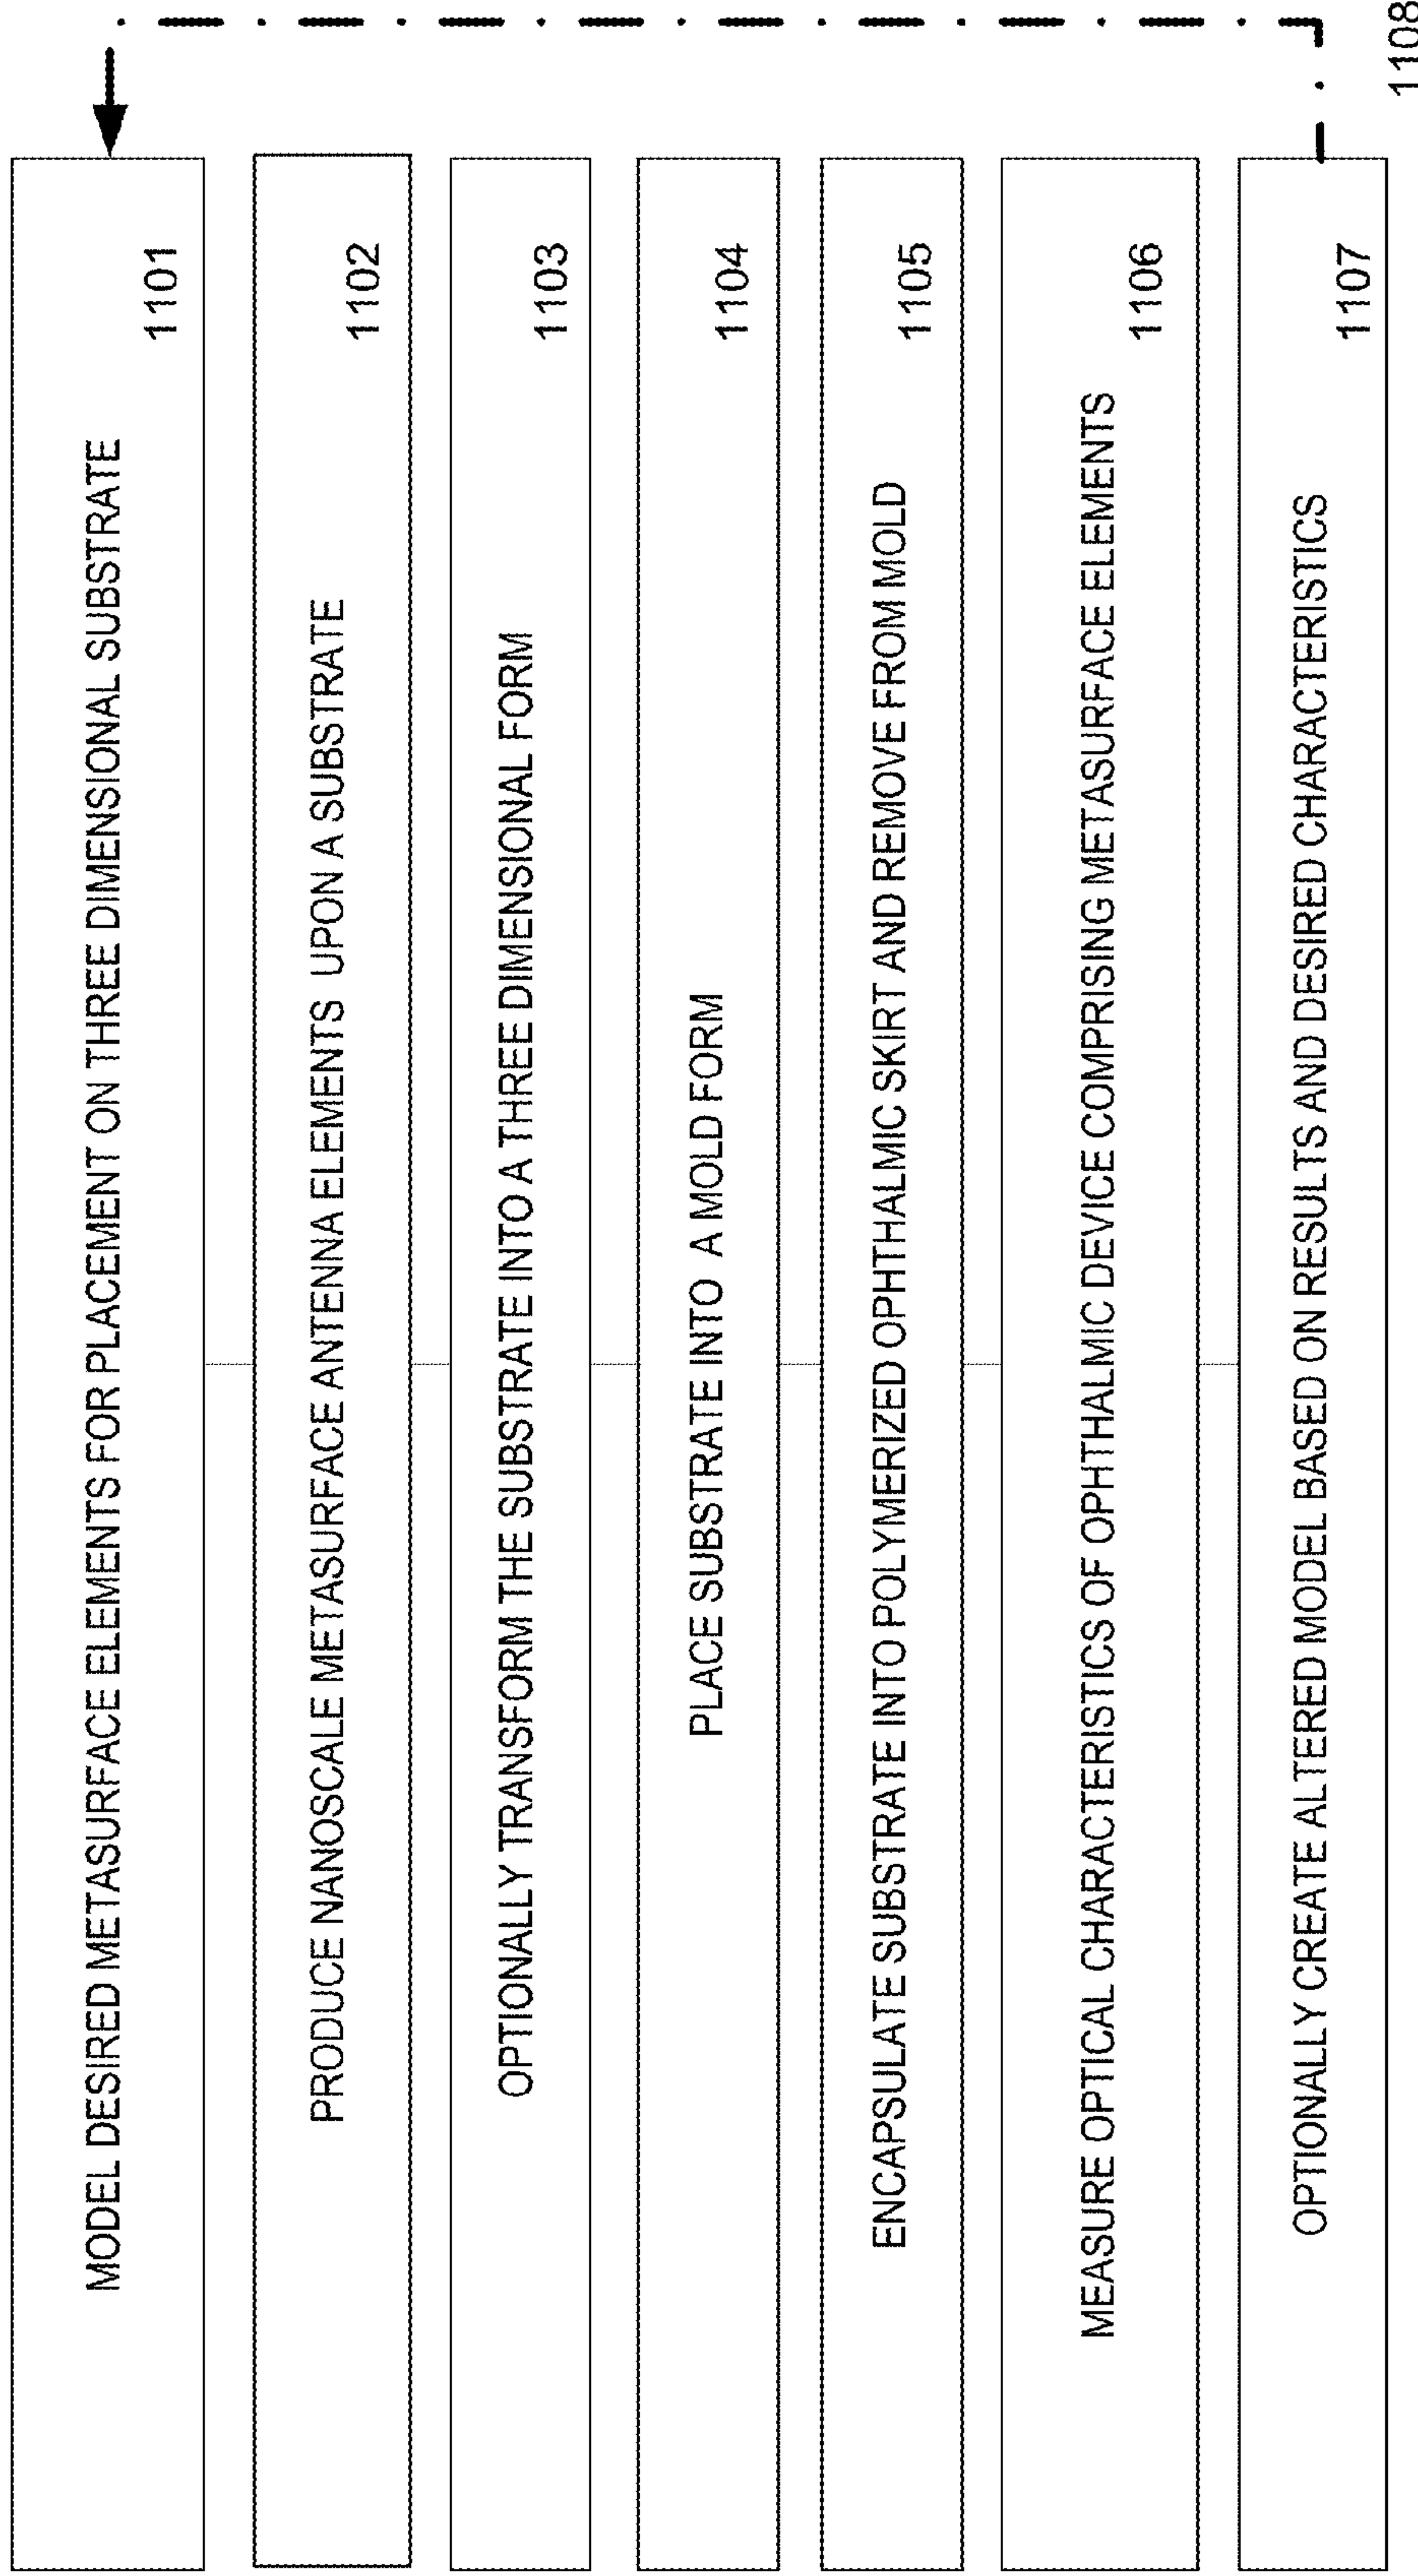 MODEL DESIRED METASURFACE ELEMENTS FOR PLACEMENT ON THREE DIMENSIONAL SUBSTRATE
1101
PRODUCE NANOSCALE METASURFACE ANTENNA ELEMENTS UPON A SUBSTRATE
1102
OPTIONALLY TRANSFORM THE SUBSTRATE INTO A THREE DIMENSIONAL FORM
1103
PLACE SUBSTRATE INTO A MOLD FORM
1104
ENCAPSULATE SUBSTRATE INTO POLYMERIZED OPHTHALMIC SKIRT AND REMOVE FROM MOLD
1105
MEASURE OPTICAL CHARACTERISTICS OF OPHTHALMIC DEVICE COMPRISING METASURFACE ELEMENTS
1106
OPTIONALLY CREATE ALTERED MODEL BASED ON RESULTS AND DESIRED CHARACTERISTICS
1107
1108